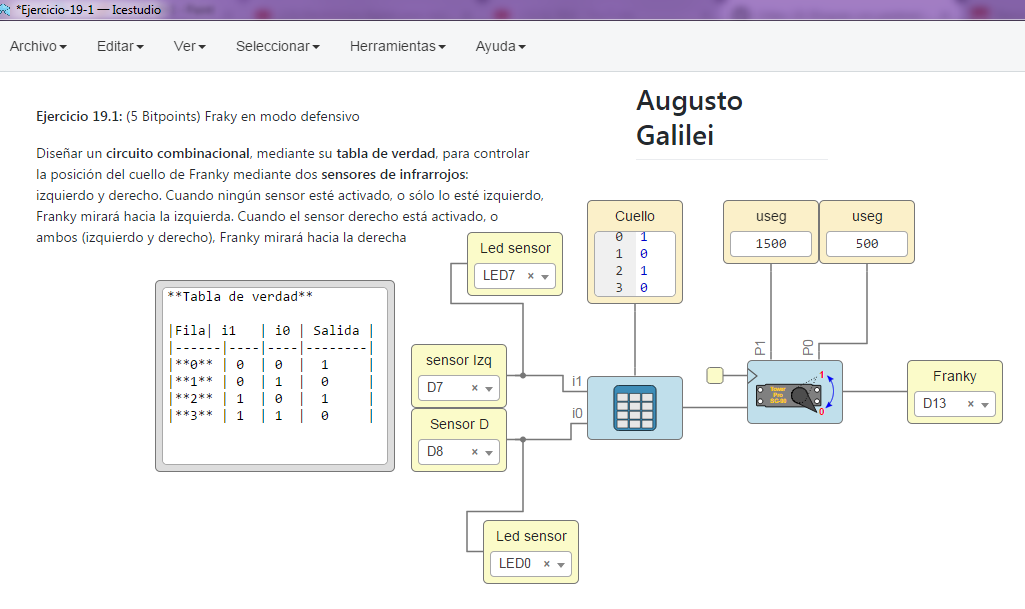 *Ejercicio-19-1 — Icestudio
Archivo Editar Ver Seleccionar Herramientas Ayuda
Augusto
Galilei
Ejercicio 19.1: (5 Bitpoints) Fraky en modo defensivo
Diseñar un circuito combinacional, mediante su tabla de verdad, para controlar
la posición del cuello de Franky mediante dos sensores de infrarrojos:
izquierdo y derecho. Cuando ningún sensor esté activado, o sólo lo esté izquierdo,
Franky mirará hacia la izquierda. Cuando el sensor derecho está activado, o
ambos (izquierdo y derecho), Franky mirará hacia la derecha
Cuello
0 1
1 0
2 1
3 0
useg
1500
useg
500
Led sensor
LED7 ×
**Tabla de verdad**
|Fila| i1 | i0 | Salida |
|------|----|----|--------|
|**0** | 0 | 0 | 1
|**1** | 0 | 1 | 0
|**2** | 1 | 0 | 1
|**3** | 1 | 1 | 0 |
sensor Izq
D7 ×
Sensor D
D8 ×
i1
i0
P1
P0
Tower
Pro
SG-90
1
0
Franky
D13 ×
Led sensor
LED0 ×